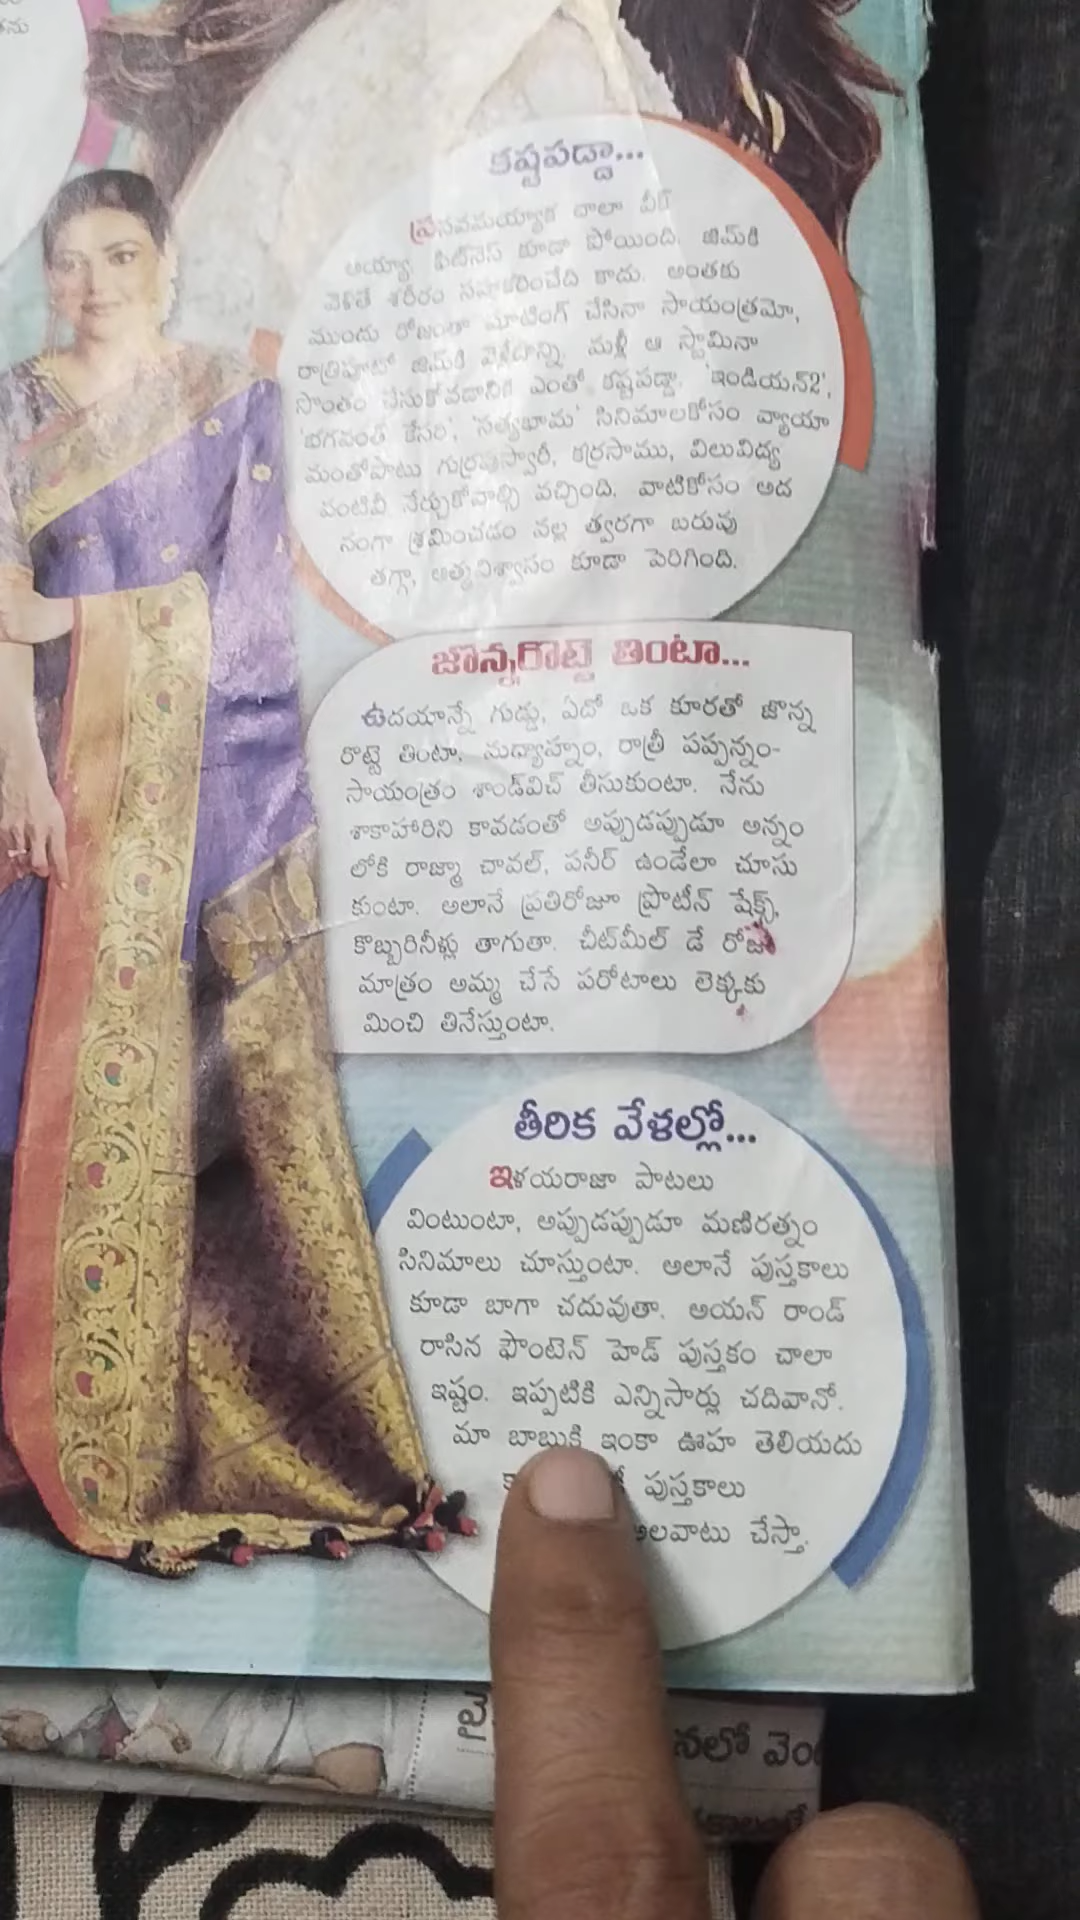 కష్టపడ్డా...
ప్రసవమయ్యాక చాలా వీక్
అయ్యా. ఫిట్‌నెస్ కూడా పోయింది. జిమ్‌కి
వెళితే శరీరం సహకరించేది కాదు. అంతకు
ముందు రోజంతా షూటింగ్ చేసినా సాయంత్రమో,
రాత్రిపూటో జిమ్‌కి వెళ్లేదాన్ని. మళ్లీ ఆ స్టామినా
సొంతం చేసుకోవడానికి ఎంతో కష్టపడ్డా. 'ఇండియన్2',
'భగవంత్ కేసరి', 'సత్యభామ' సినిమాలకోసం వ్యాయా
మంతోపాటు గుర్రపుస్వారీ, కర్రసాము, విలువిద్య
వంటివీ నేర్చుకోవాల్సి వచ్చింది. వాటికోసం అద
నంగా శ్రమించడం వల్ల త్వరగా బరువు
తగ్గా, ఆత్మవిశ్వాసం కూడా పెరిగింది.
జొన్నరొట్టె తింటా...
ఉదయాన్నే గుడ్డు, ఏదో ఒక కూరతో జొన్న
రొట్టె తింటా. మధ్యాహ్నం, రాత్రీ పప్పన్నం-
సాయంత్రం శాండ్‌విచ్ తీసుకుంటా. నేను
శాకాహారిని కావడంతో అప్పుడప్పుడూ అన్నం
లోకి రాజ్మా చావల్, పనీర్ ఉండేలా చూసు
కుంటా. అలానే ప్రతిరోజూ ప్రొటీన్ షేక్స్,
కొబ్బరినీళ్లు తాగుతా. చీట్‌మీల్ డే రోజు
మాత్రం అమ్మ చేసే పరోటాలు లెక్కకు
మించి తినేస్తుంటా.
తీరిక వేళల్లో...
ఇళయరాజా పాటలు
వింటుంటా, అప్పుడప్పుడూ మణిరత్నం
సినిమాలు చూస్తుంటా. అలానే పుస్తకాలు
కూడా బాగా చదువుతా. అయన్ రాండ్
రాసిన ఫౌంటెన్ హెడ్ పుస్తకం చాలా
ఇష్టం. ఇప్పటికి ఎన్నిసార్లు చదివానో.
మా బాబుకి ఇంకా ఊహ తెలియదు
పుస్తకాలు
అలవాటు చేస్తా.